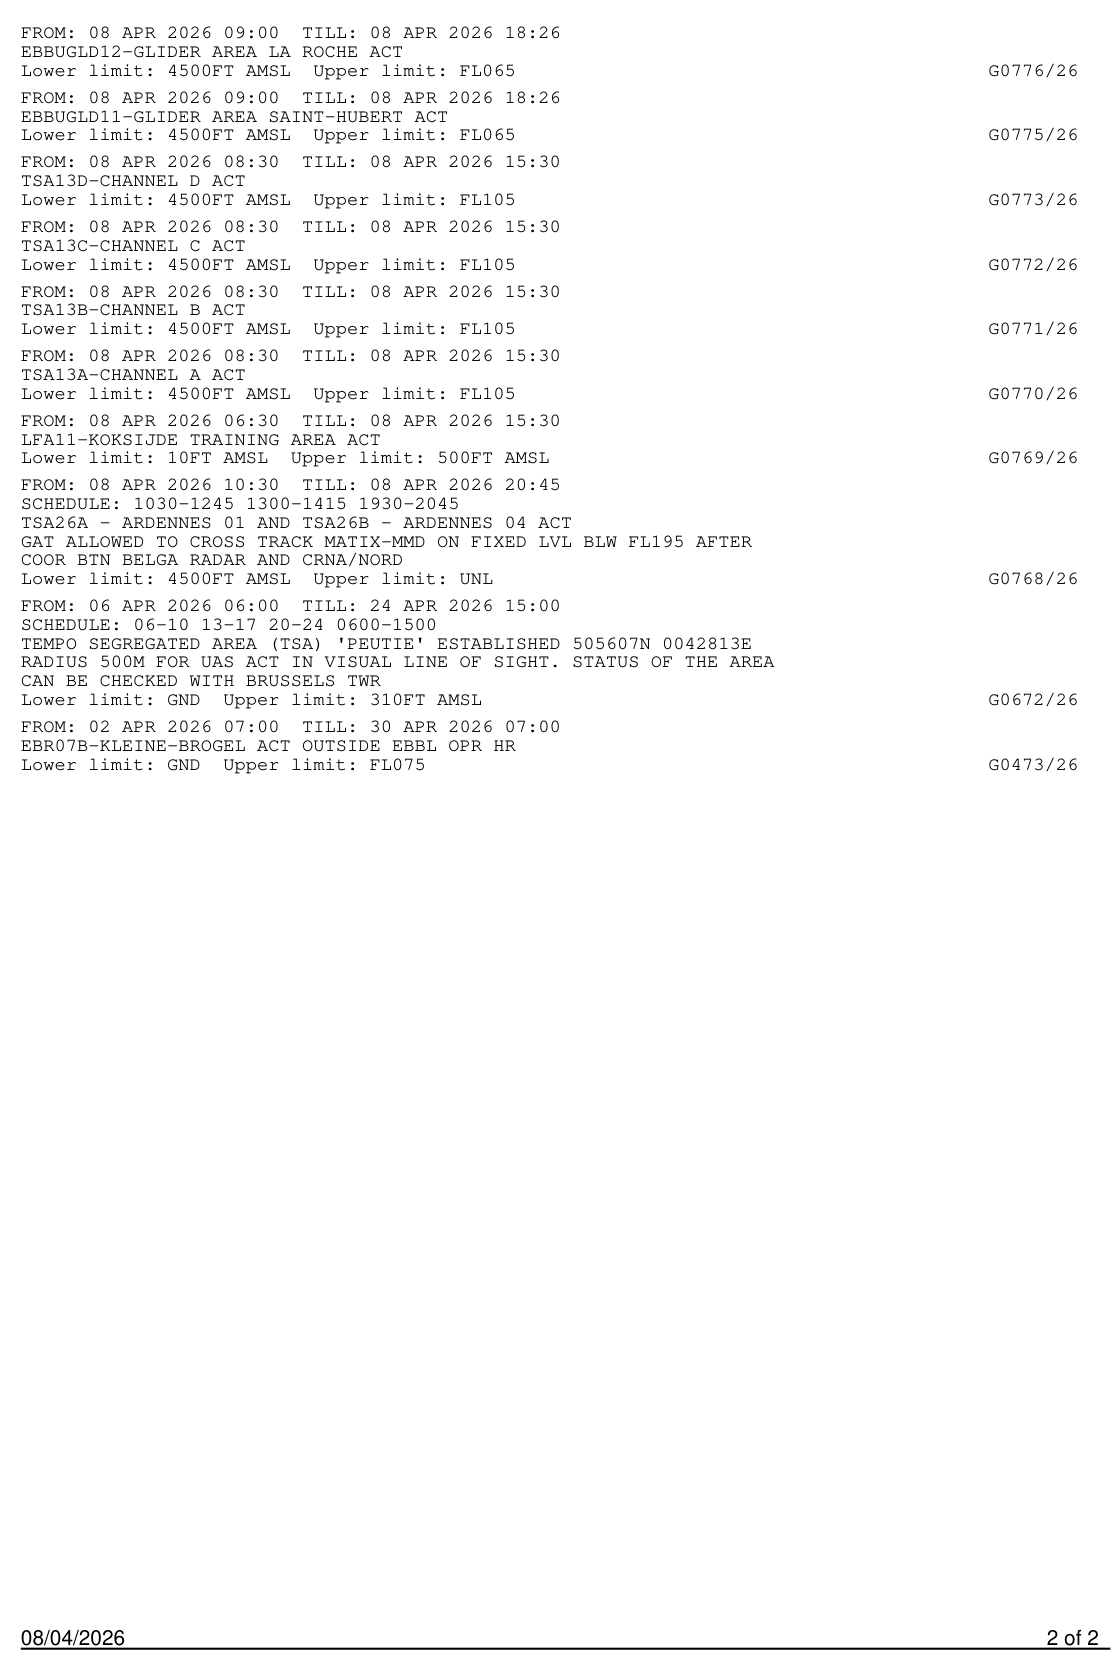 FROM: 08 APR 2026 09:00  TILL: 08 APR 2026 18:26
EBBUGLD12-GLIDER AREA LA ROCHE ACT
Lower limit: 4500FT AMSL  Upper limit: FL065 G0776/26
FROM: 08 APR 2026 09:00  TILL: 08 APR 2026 18:26
EBBUGLD11-GLIDER AREA SAINT-HUBERT ACT
Lower limit: 4500FT AMSL  Upper limit: FL065 G0775/26
FROM: 08 APR 2026 08:30  TILL: 08 APR 2026 15:30
TSA13D-CHANNEL D ACT
Lower limit: 4500FT AMSL  Upper limit: FL105 G0773/26
FROM: 08 APR 2026 08:30  TILL: 08 APR 2026 15:30
TSA13C-CHANNEL C ACT
Lower limit: 4500FT AMSL  Upper limit: FL105 G0772/26
FROM: 08 APR 2026 08:30  TILL: 08 APR 2026 15:30
TSA13B-CHANNEL B ACT
Lower limit: 4500FT AMSL  Upper limit: FL105 G0771/26
FROM: 08 APR 2026 08:30  TILL: 08 APR 2026 15:30
TSA13A-CHANNEL A ACT
Lower limit: 4500FT AMSL  Upper limit: FL105 G0770/26
FROM: 08 APR 2026 06:30  TILL: 08 APR 2026 15:30
LFA11-KOKSIJDE TRAINING AREA ACT
Lower limit: 10FT AMSL  Upper limit: 500FT AMSL G0769/26
FROM: 08 APR 2026 10:30  TILL: 08 APR 2026 20:45
SCHEDULE: 1030-1245 1300-1415 1930-2045
TSA26A - ARDENNES 01 AND TSA26B - ARDENNES 04 ACT
GAT ALLOWED TO CROSS TRACK MATIX-MMD ON FIXED LVL BLW FL195 AFTER
COOR BTN BELGA RADAR AND CRNA/NORD
Lower limit: 4500FT AMSL  Upper limit: UNL G0768/26
FROM: 06 APR 2026 06:00  TILL: 24 APR 2026 15:00
SCHEDULE: 06-10 13-17 20-24 0600-1500
TEMPO SEGREGATED AREA (TSA) 'PEUTIE' ESTABLISHED 505607N 0042813E
RADIUS 500M FOR UAS ACT IN VISUAL LINE OF SIGHT. STATUS OF THE AREA
CAN BE CHECKED WITH BRUSSELS TWR
Lower limit: GND  Upper limit: 310FT AMSL G0672/26
FROM: 02 APR 2026 07:00  TILL: 30 APR 2026 07:00
EBR07B-KLEINE-BROGEL ACT OUTSIDE EBBL OPR HR
Lower limit: GND  Upper limit: FL075 G0473/26
08/04/2026 2 of 2